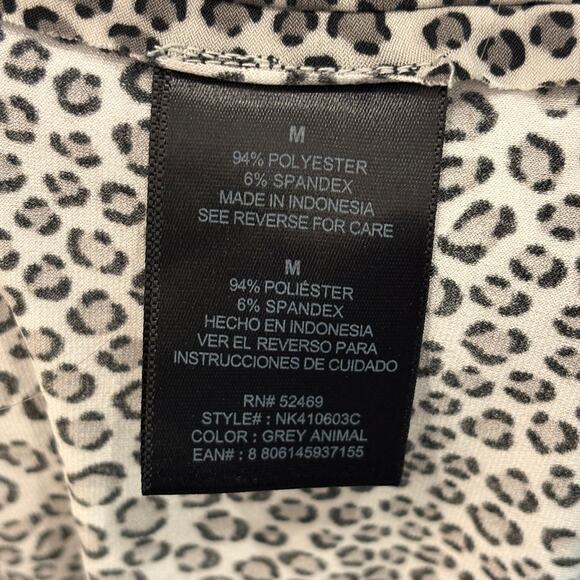 M
94% POLYESTER
6% SPANDEX
MADE IN INDONESIA
SEE REVERSE FOR CARE
M
94% POLIÉSTER
6% SPANDEX
HECHO EN INDONESIA
VER EL REVERSO PARA
INSTRUCCIONES DE CUIDADO
RN# 52469
STYLE# : NK410603C
COLOR : GREY ANIMAL
EAN# : 8 806145937155